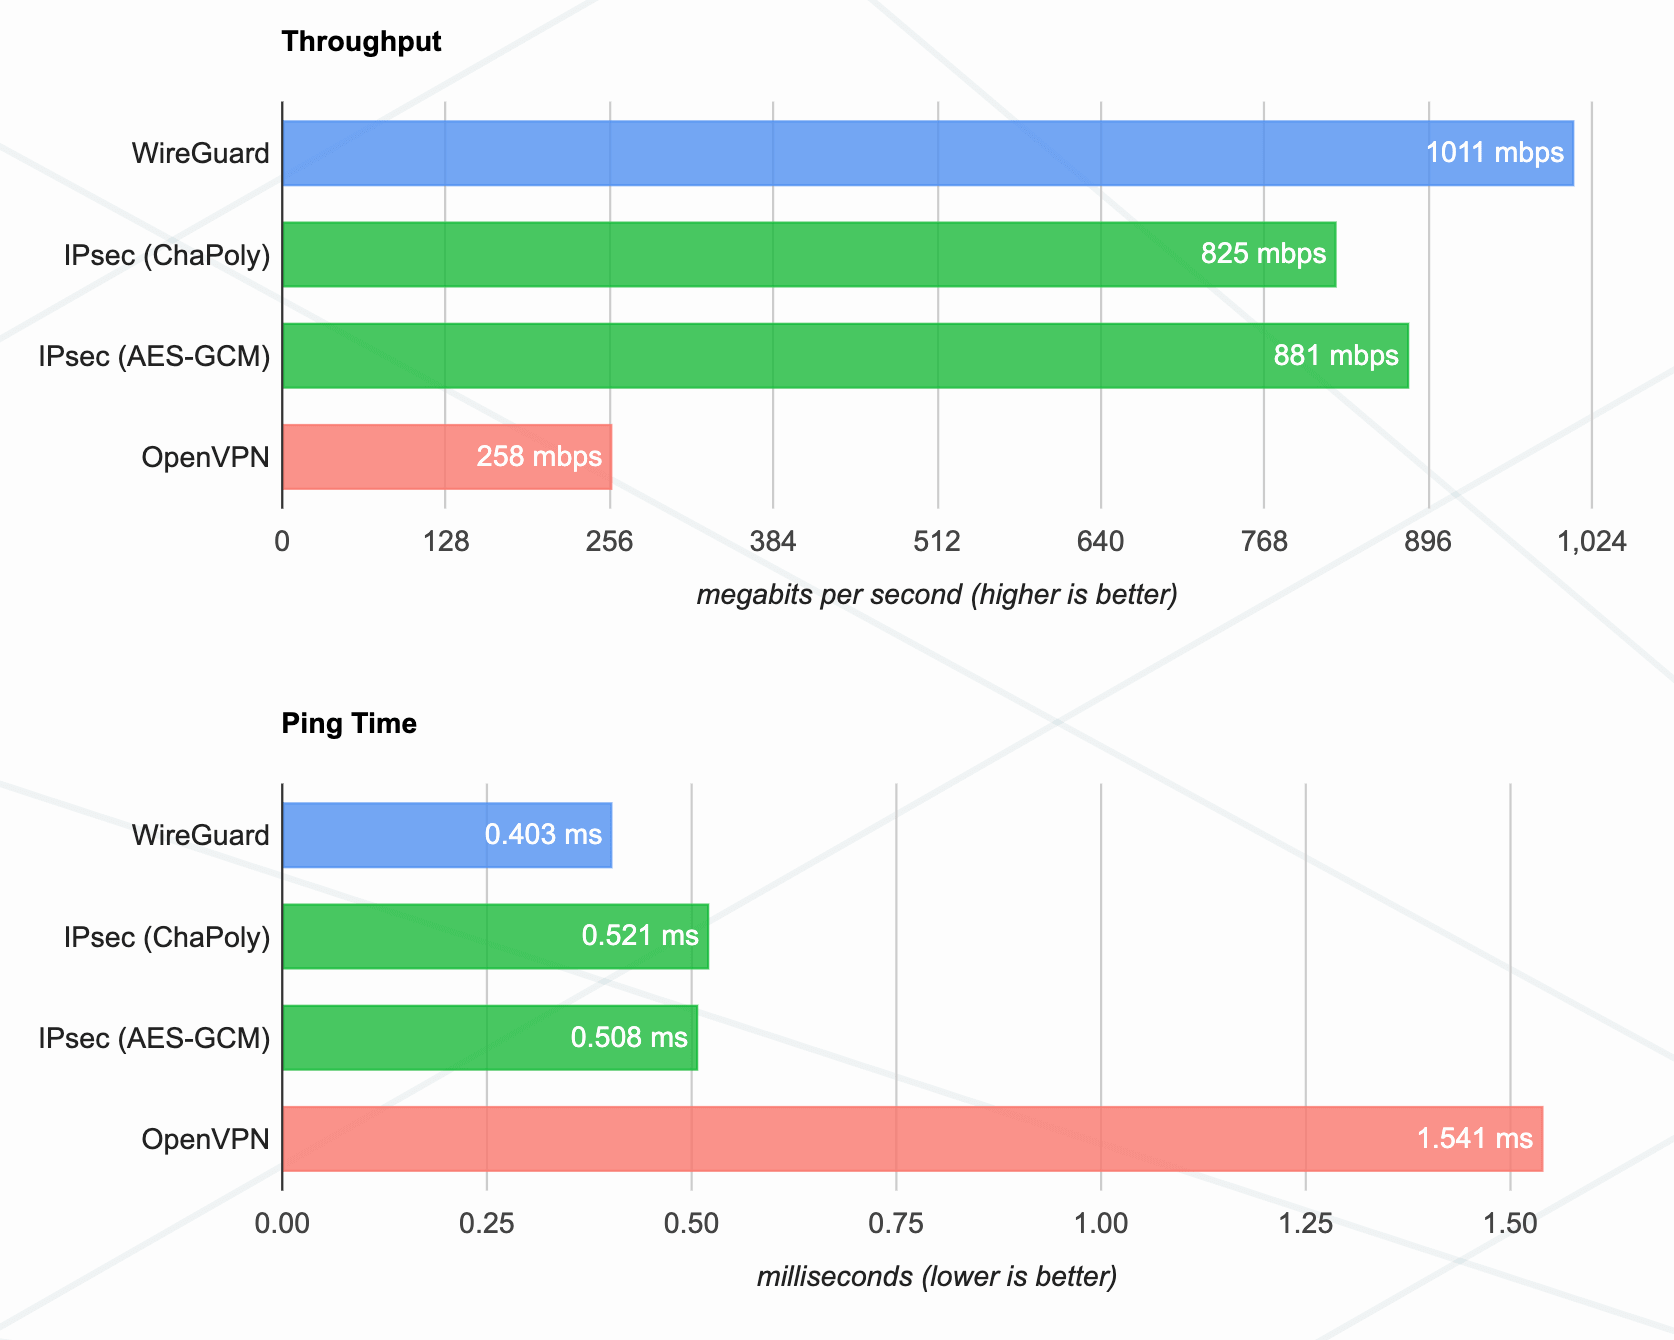 Throughput
WireGuard 1011 mbps
IPsec (ChaPoly) 825 mbps
IPsec (AES-GCM) 881 mbps
OpenVPN 258 mbps
0 128 256 384 512 640 768 896 1,024
megabits per second (higher is better)
Ping Time
WireGuard 0.403 ms
IPsec (ChaPoly) 0.521 ms
IPsec (AES-GCM) 0.508 ms
OpenVPN 1.541 ms
0.00 0.25 0.50 0.75 1.00 1.25 1.50
milliseconds (lower is better)